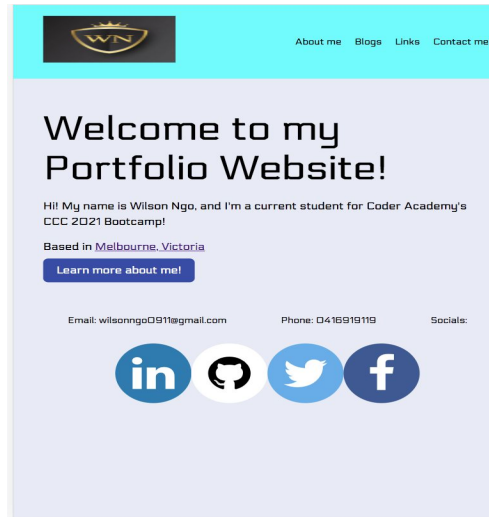 WN
About me Blogs Links Contact me
Welcome to my
Portfolio Website!
Hi! My name is Wilson Ngo, and I'm a current student for Coder Academy's
CCC 2021 Bootcamp!
Based in Melbourne, Victoria
Learn more about me!
Email: wilsonngo0911@gmail.com Phone: 0416919119 Socials:
in f